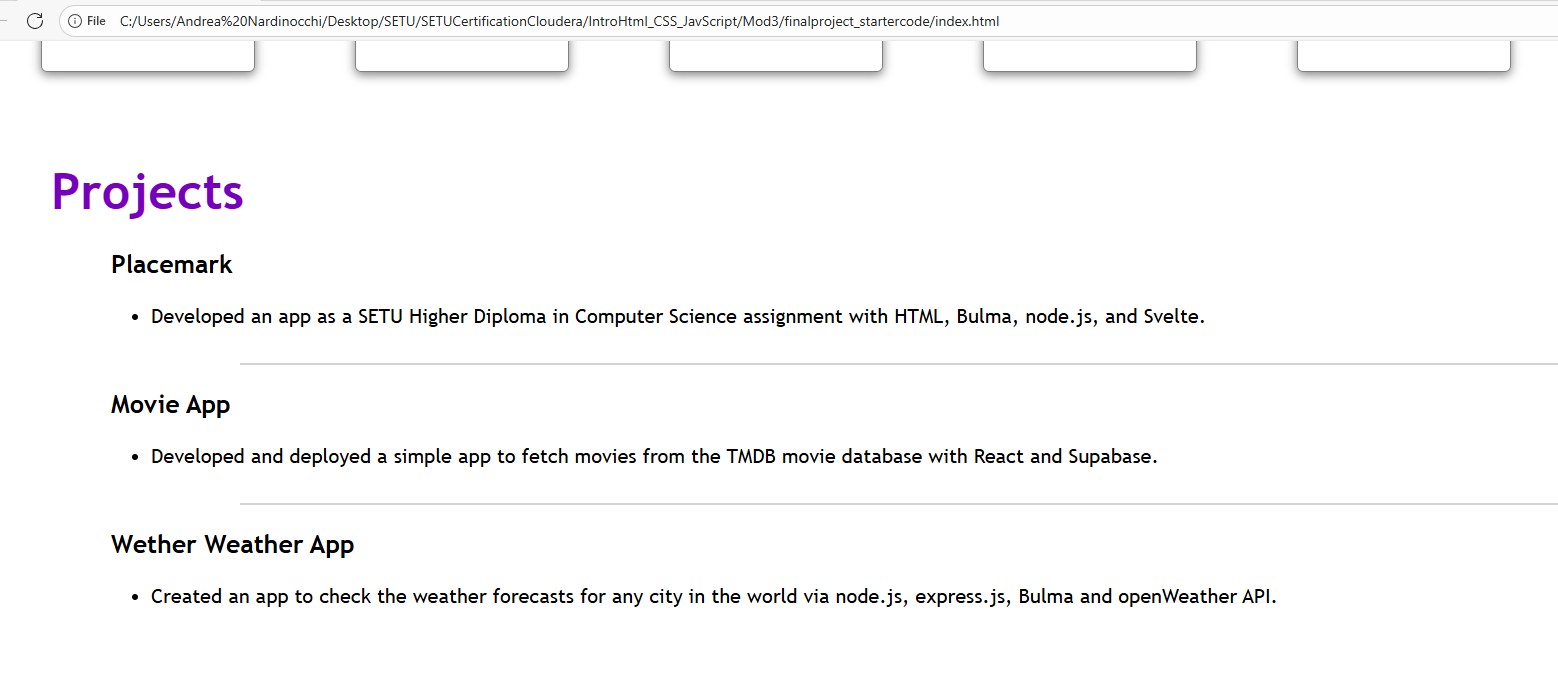 File C:/Users/Andrea%20Nardinocchi/Desktop/SETU/SETUCertificationCloudera/IntroHtml_CSS_JavScript/Mod3/finalproject_startercode/index.html
Projects
Placemark
• Developed an app as a SETU Higher Diploma in Computer Science assignment with HTML, Bulma, node.js, and Svelte.
Movie App
• Developed and deployed a simple app to fetch movies from the TMDB movie database with React and Supabase.
Wether Weather App
• Created an app to check the weather forecasts for any city in the world via node.js, express.js, Bulma and openWeather API.